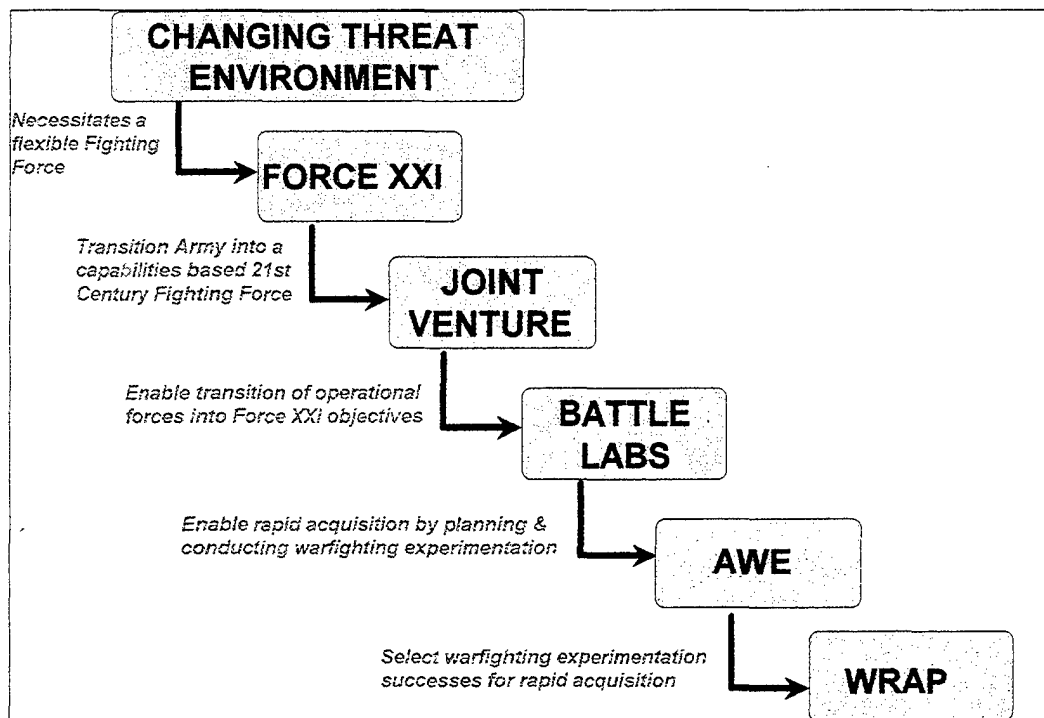 CHANGING THREAT
ENVIRONMENT
Necessitates a
flexible Fighting
Force
FORCE XXI
Transition Army into a
capabilities based 21st
Century Fighting Force
JOINT
VENTURE
Enable transition of operational
forces into Force XXI objectives
BATTLE
LABS
Enable rapid acquisition by planning &
conducting warfighting experimentation
AWE
Select warfighting experimentation
successes for rapid acquisition
WRAP